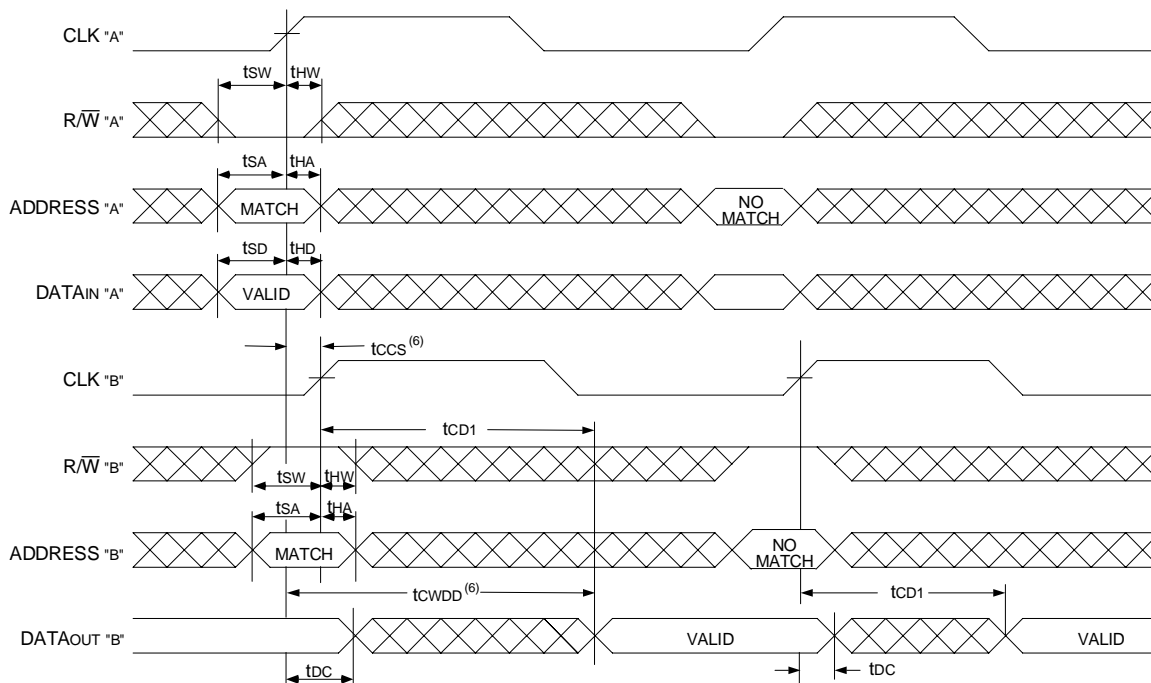 CLK "A"
tSW tHW
R/W̅ "A"
tSA tHA
ADDRESS "A" MATCH NO MATCH
tSD tHD
DATAIN "A" VALID
tCCS (6)
CLK "B"
tCD1
R/W̅ "B"
tSW tHW
tSA tHA
ADDRESS "B" MATCH NO MATCH
tCWDD (6) tCD1
DATAOUT "B" VALID VALID
tDC tDC